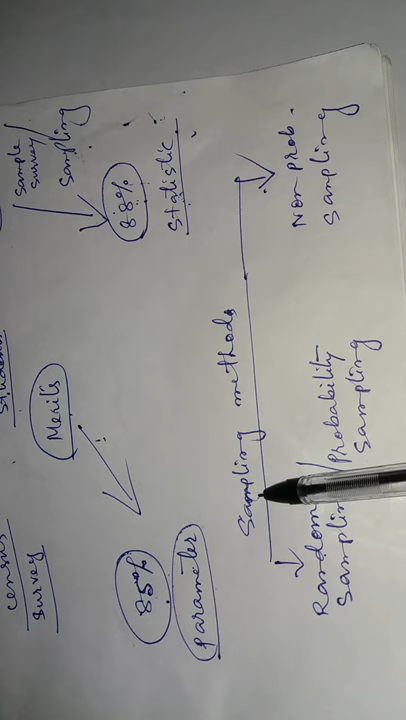 census
survey
students
Merits
Sample
survey/
Sampling
85%
parameter
88%
statistic
Sampling methods
Random/
Sampling
Probability
Sampling
Non prob.
Sampling